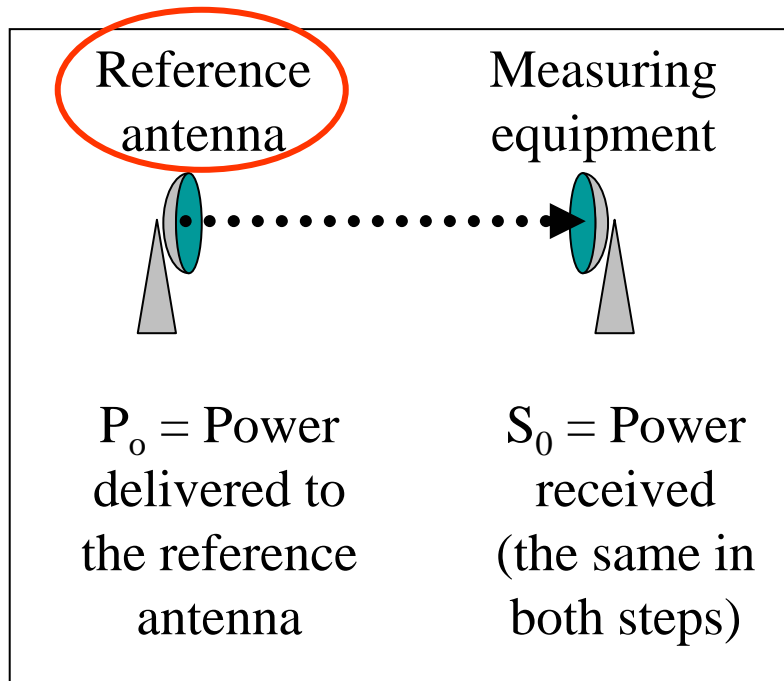 Reference
antenna
Measuring
equipment
Pₒ = Power
delivered to
the reference
antenna
S₀ = Power
received
(the same in
both steps)